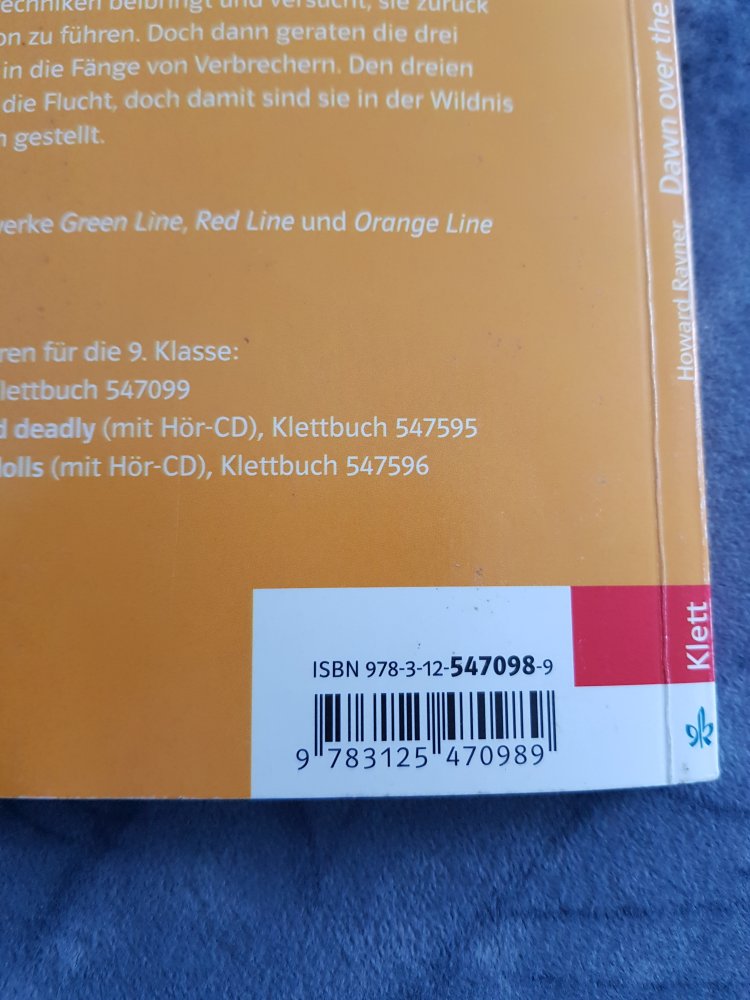 echniken beibringt und versucht, sie zurück
on zu führen. Doch dann geraten die drei
in die Fänge von Verbrechern. Den dreien
die Flucht, doch damit sind sie in der Wildnis
n gestellt.
werke Green Line, Red Line und Orange Line
ren für die 9. Klasse:
lettbuch 547099
d deadly (mit Hör-CD), Klettbuch 547595
dolls (mit Hör-CD), Klettbuch 547596
ISBN 978-3-12-547098-9
9 783125 470989
Howard Rayner Dawn over the
Klett